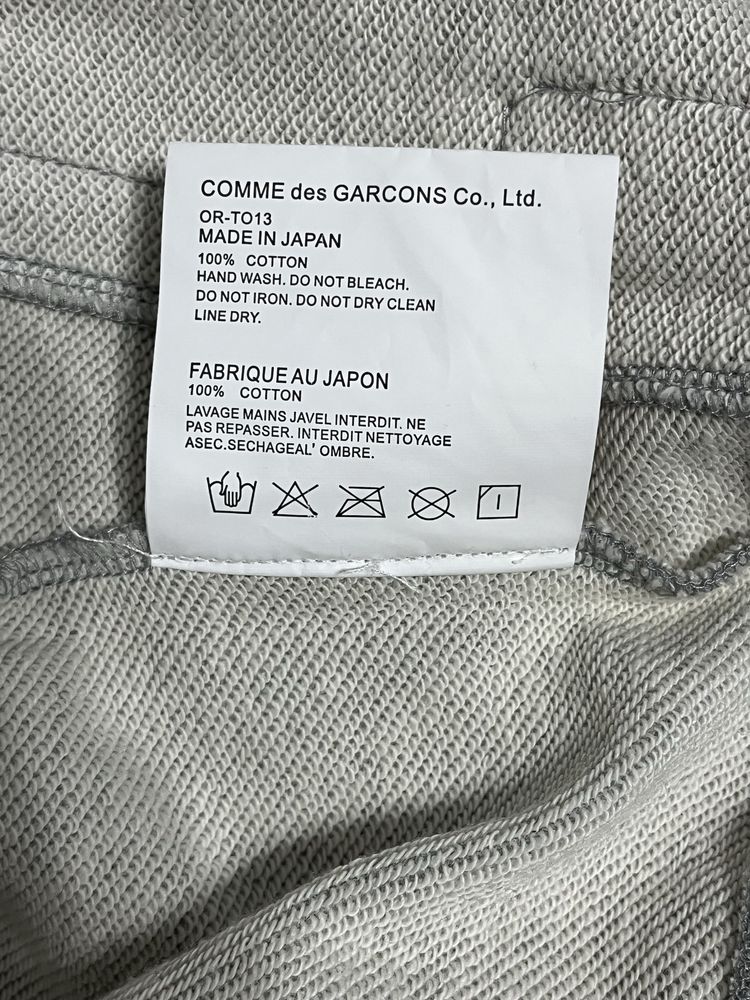 COMME des GARCONS Co., Ltd.
OR-TO13
MADE IN JAPAN
100% COTTON
HAND WASH. DO NOT BLEACH.
DO NOT IRON. DO NOT DRY CLEAN
LINE DRY.
FABRIQUE AU JAPON
100% COTTON
LAVAGE MAINS JAVEL INTERDIT. NE
PAS REPASSER. INTERDIT NETTOYAGE
ASEC.SECHAGEAL' OMBRE.